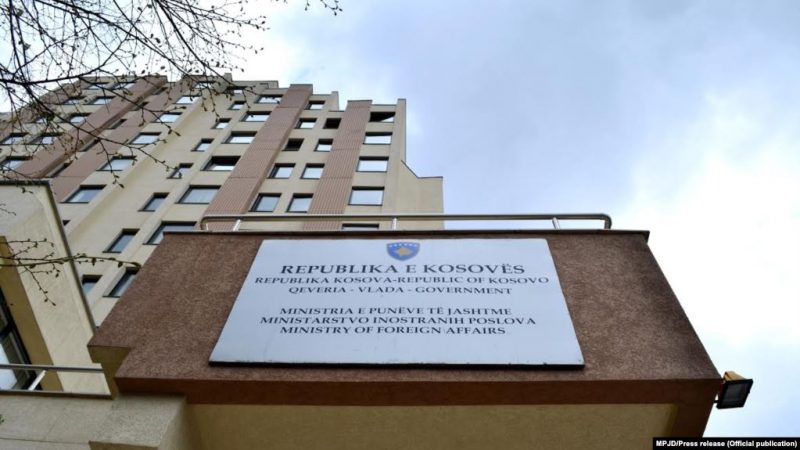 REPUBLIKA E KOSOVËS
REPUBLIKA KOSOVA-REPUBLIC OF KOSOVO
QEVERIA - VLADA - GOVERNMENT
MINISTRIA E PUNËVE TË JASHTME
MINISTARSTVO INOSTRANIH POSLOVA
MINISTRY OF FOREIGN AFFAIRS
MPJD/Press release (Official publication)